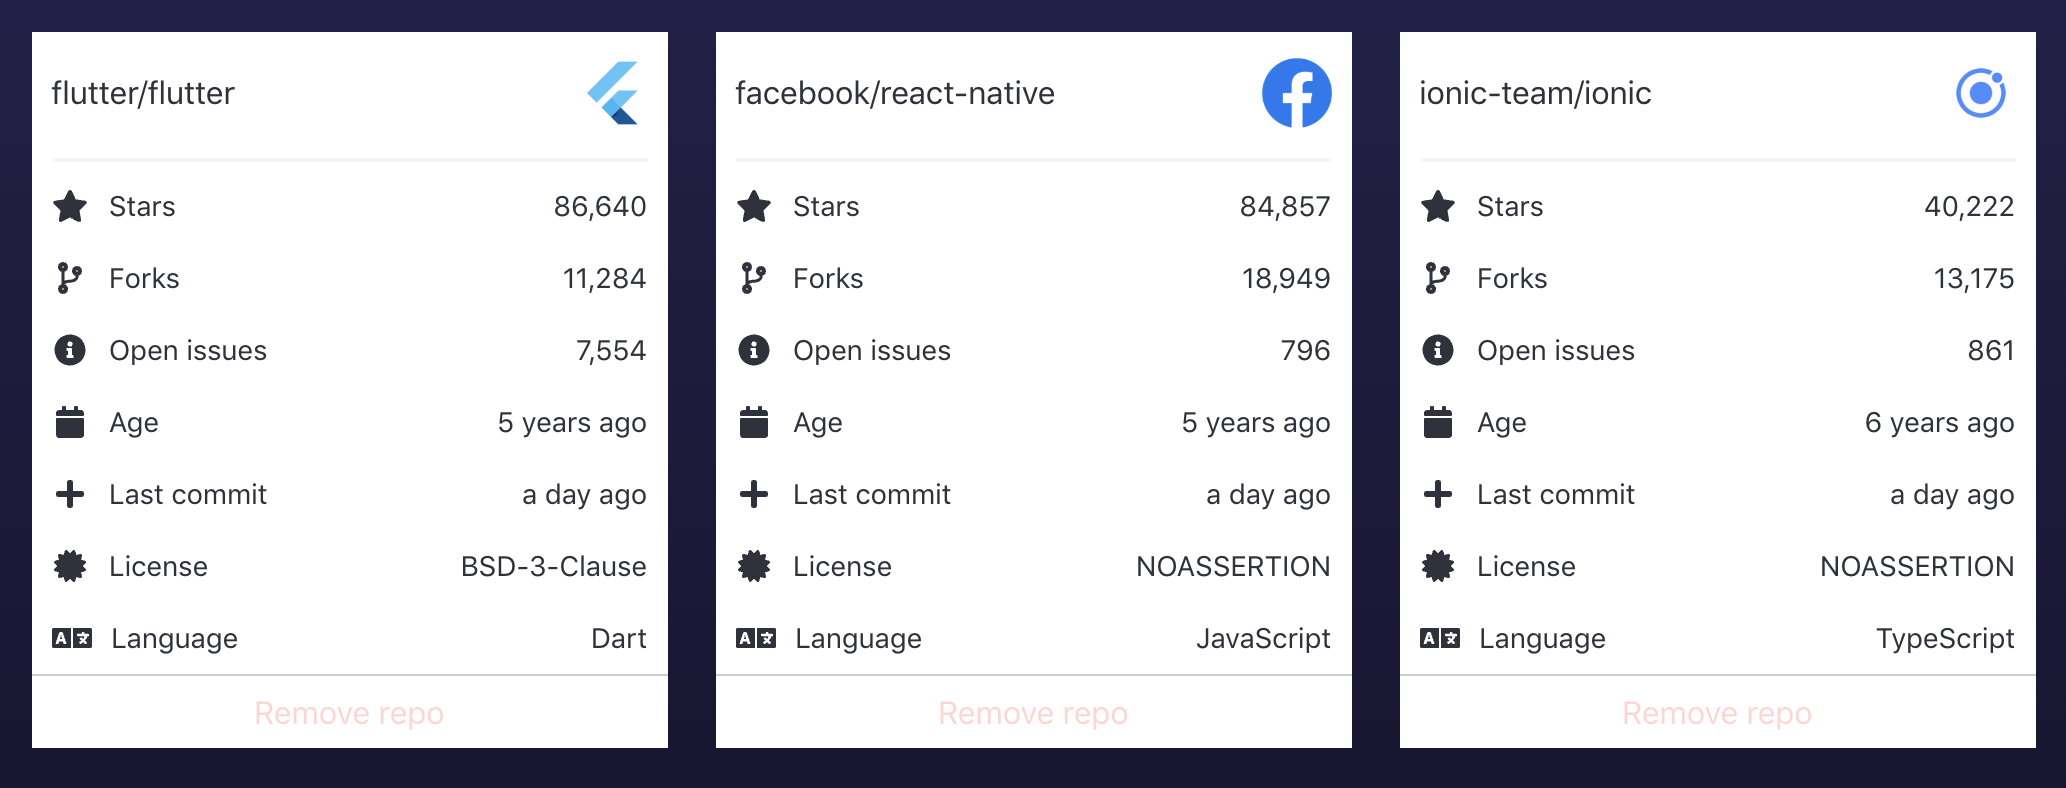 flutter/flutter
Stars 86,640
Forks 11,284
Open issues 7,554
Age 5 years ago
Last commit a day ago
License BSD-3-Clause
Language Dart
Remove repo
facebook/react-native
Stars 84,857
Forks 18,949
Open issues 796
Age 5 years ago
Last commit a day ago
License NOASSERTION
Language JavaScript
Remove repo
ionic-team/ionic
Stars 40,222
Forks 13,175
Open issues 861
Age 6 years ago
Last commit a day ago
License NOASSERTION
Language TypeScript
Remove repo